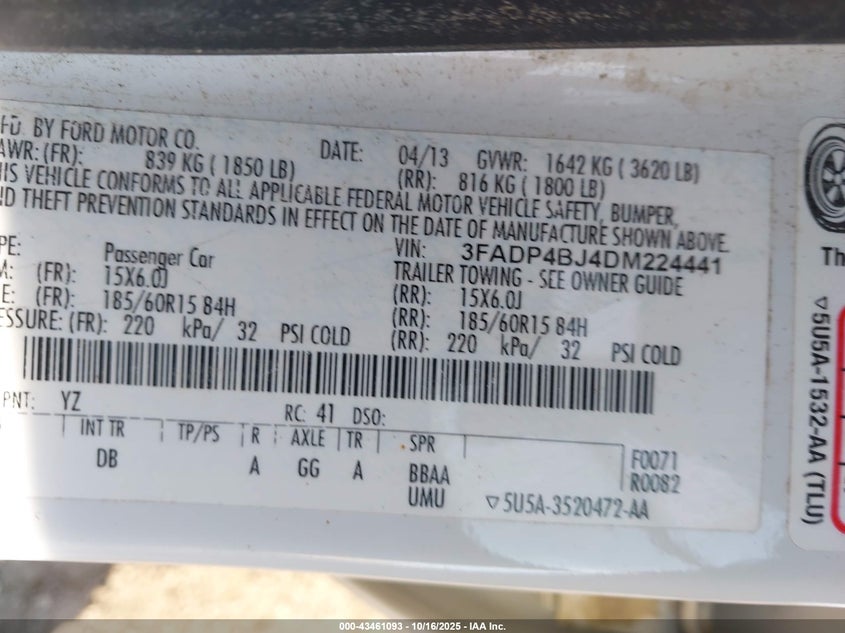 MFD. BY FORD MOTOR CO.
DATE: 04/13 GVWR: 1642 KG ( 3620 LB)
AWR: (FR): 839 KG ( 1850 LB) (RR): 816 KG ( 1800 LB)
HIS VEHICLE CONFORMS TO ALL APPLICABLE FEDERAL MOTOR VEHICLE SAFETY, BUMPER,
ND THEFT PREVENTION STANDARDS IN EFFECT ON THE DATE OF MANUFACTURE SHOWN ABOVE.
PE: Passenger Car VIN: 3FADP4BJ4DM224441
TRAILER TOWING - SEE OWNER GUIDE
M: (FR): 15X6.0J (RR): 15X6.0J
E: (FR): 185/60R15 84H (RR): 185/60R15 84H
ESSURE: (FR): 220 kPa/ 32 PSI COLD (RR): 220 kPa/ 32 PSI COLD
PNT: YZ RC: 41 DSO:
INT TR TP/PS R AXLE TR SPR
DB A GG A BBAA
UMU
F0071
R0082
▽5U5A-3520472-AA
Th
▽5U5A-1532-AA (TLU)
000-43461093 - 10/16/2025 - IAA Inc.